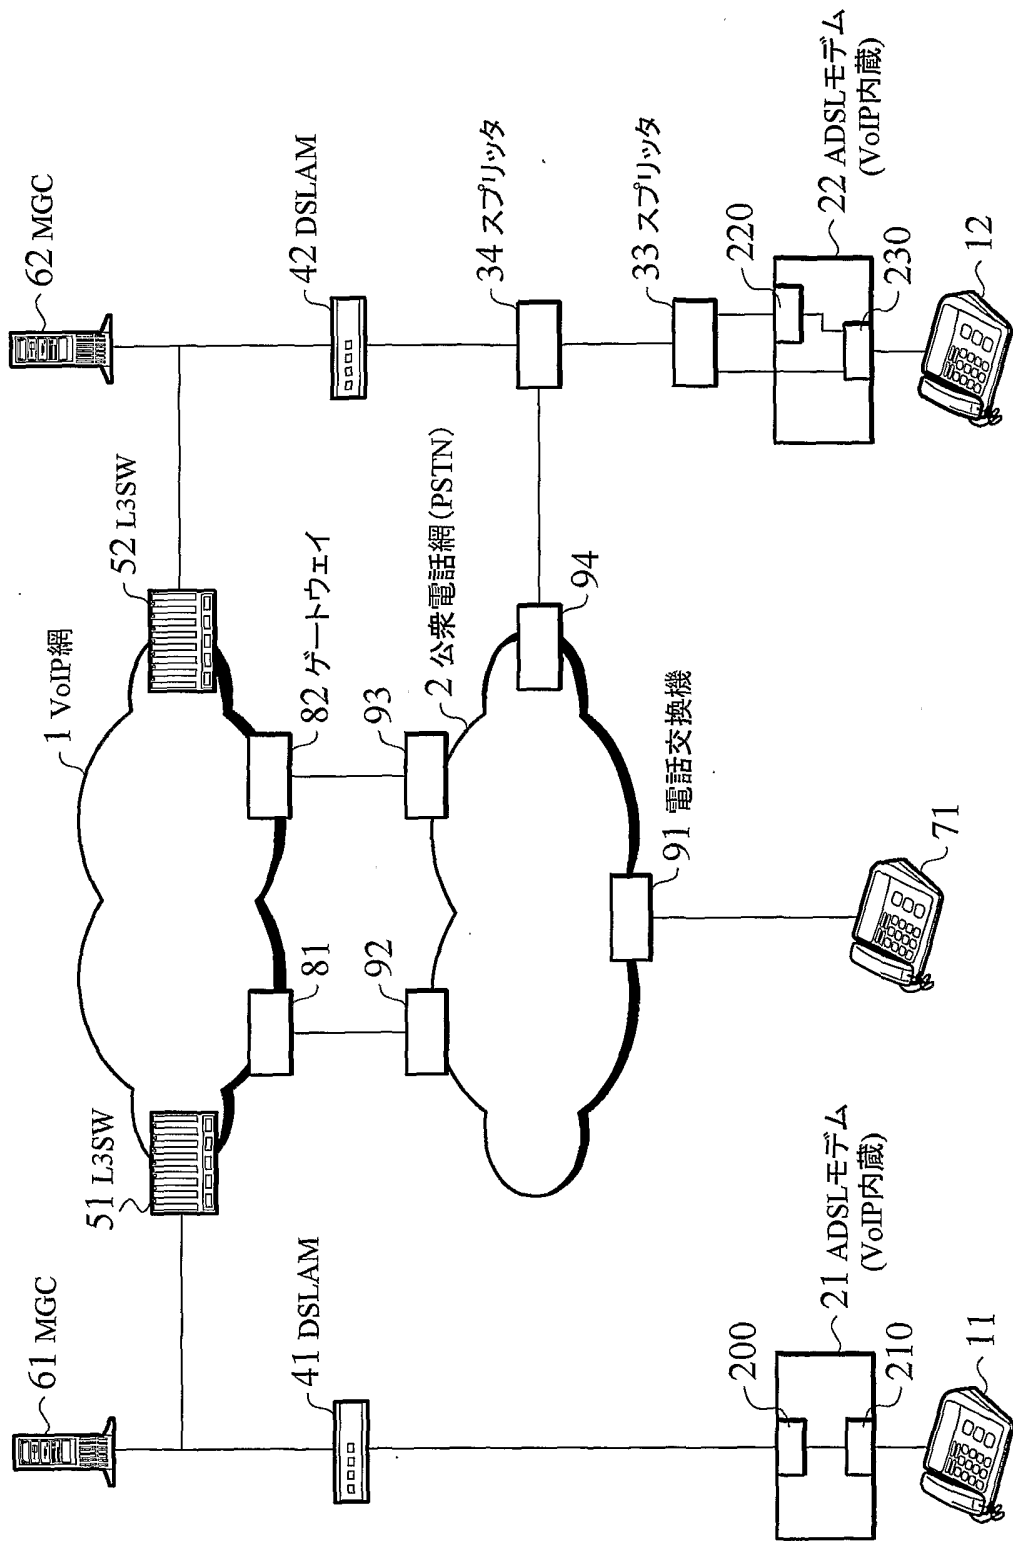 61 MGC
62 MGC
51 L3SW
1 VoIP網
52 L3SW
41 DSLAM
81
82 ゲートウェイ
42 DSLAM
92
93
2 公衆電話網(PSTN)
34 スプリッタ
94
91 電話交換機
33 スプリッタ
200
220
21 ADSLモデム
(VoIP内蔵)
22 ADSLモデム
(VoIP内蔵)
210
230
11
71
12